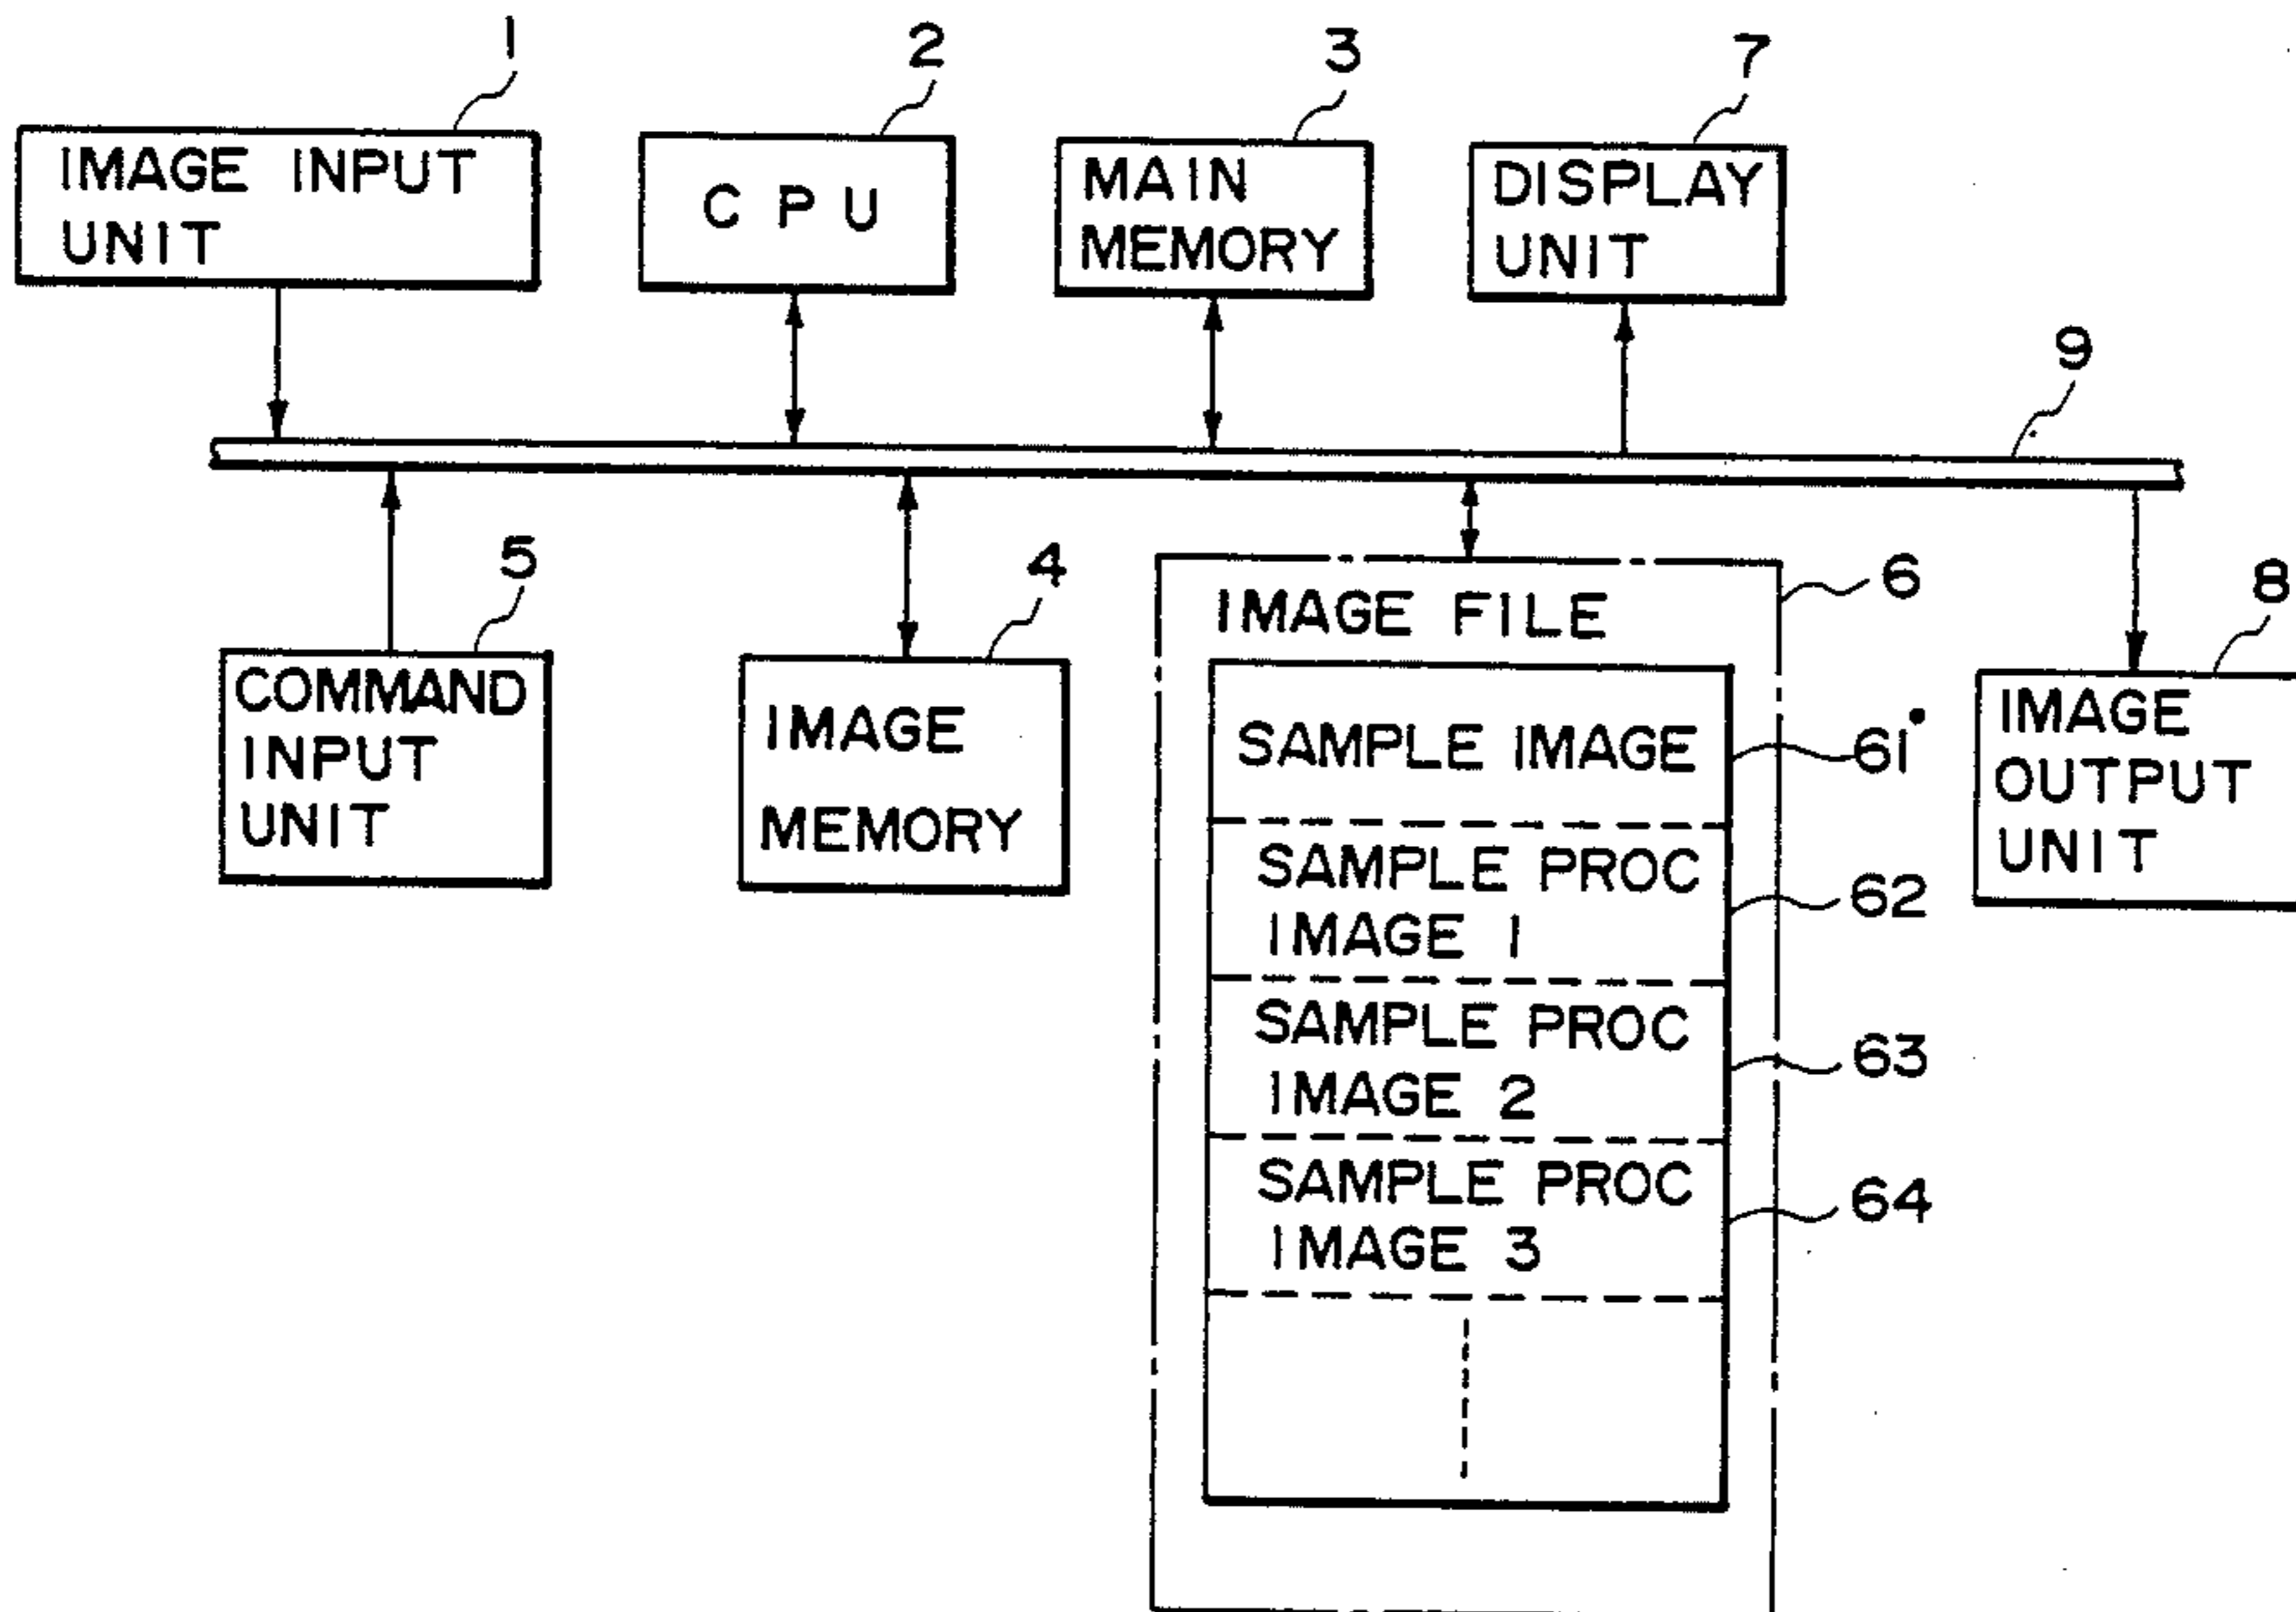 1
2
3
7
IMAGE INPUT
UNIT
CPU
MAIN
MEMORY
DISPLAY
UNIT
9
5
4
6
8
COMMAND
INPUT
UNIT
IMAGE
MEMORY
IMAGE FILE
SAMPLE IMAGE
61
SAMPLE PROC
IMAGE 1
62
SAMPLE PROC
IMAGE 2
63
SAMPLE PROC
IMAGE 3
64
IMAGE
OUTPUT
UNIT